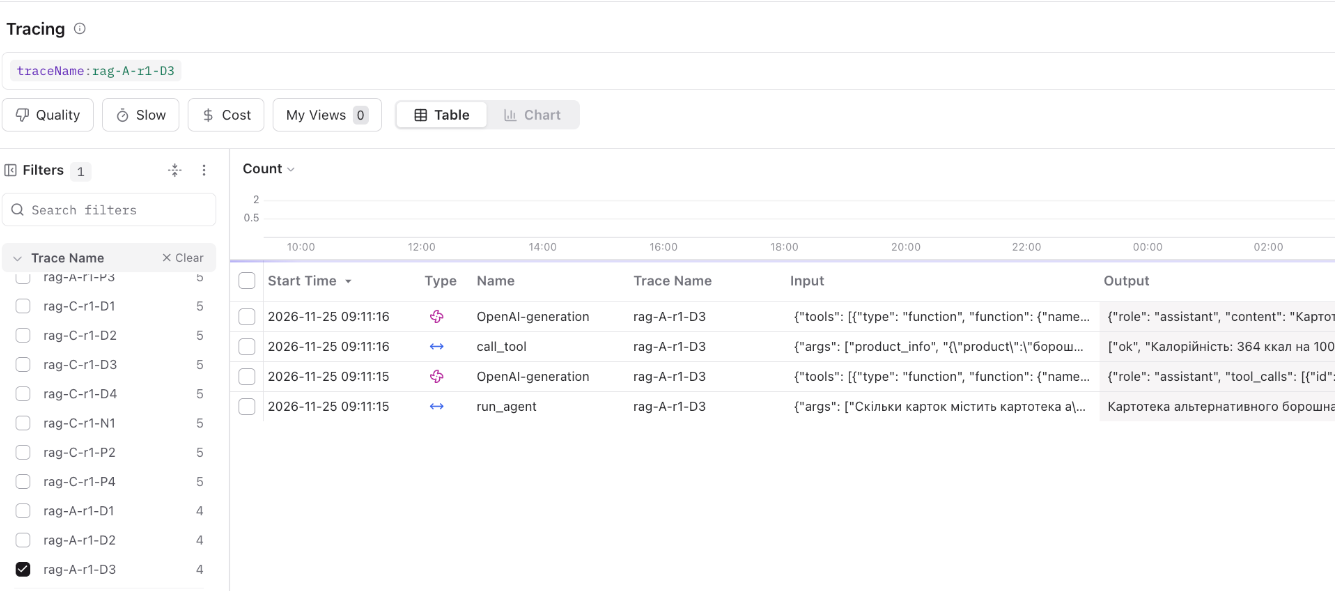 Tracing
traceName:rag-A-r1-D3
Quality Slow $ Cost My Views 0 Table Chart
Filters 1
Search filters
Trace Name Clear
rag-A-r1-P3 5
rag-C-r1-D1 5
rag-C-r1-D2 5
rag-C-r1-D3 5
rag-C-r1-D4 5
rag-C-r1-N1 5
rag-C-r1-P2 5
rag-C-r1-P4 5
rag-A-r1-D1 4
rag-A-r1-D2 4
rag-A-r1-D3 4
Count
2
0.5
10:00 12:00 14:00 16:00 18:00 20:00 22:00 00:00 02:00
Start Time Type Name Trace Name Input Output
2026-11-25 09:11:16 OpenAI-generation rag-A-r1-D3 {"tools": [{"type": "function", "function": {"name... {"role": "assistant", "content": "Картот
2026-11-25 09:11:16 call_tool rag-A-r1-D3 {"args": ["product_info", "{\"product\":\"борош... ["ok", "Калорійність: 364 ккал на 100
2026-11-25 09:11:15 OpenAI-generation rag-A-r1-D3 {"tools": [{"type": "function", "function": {"name... {"role": "assistant", "tool_calls": [{"id":
2026-11-25 09:11:15 run_agent rag-A-r1-D3 {"args": ["Скільки карток містить картотека а\... Картотека альтернативного борошна